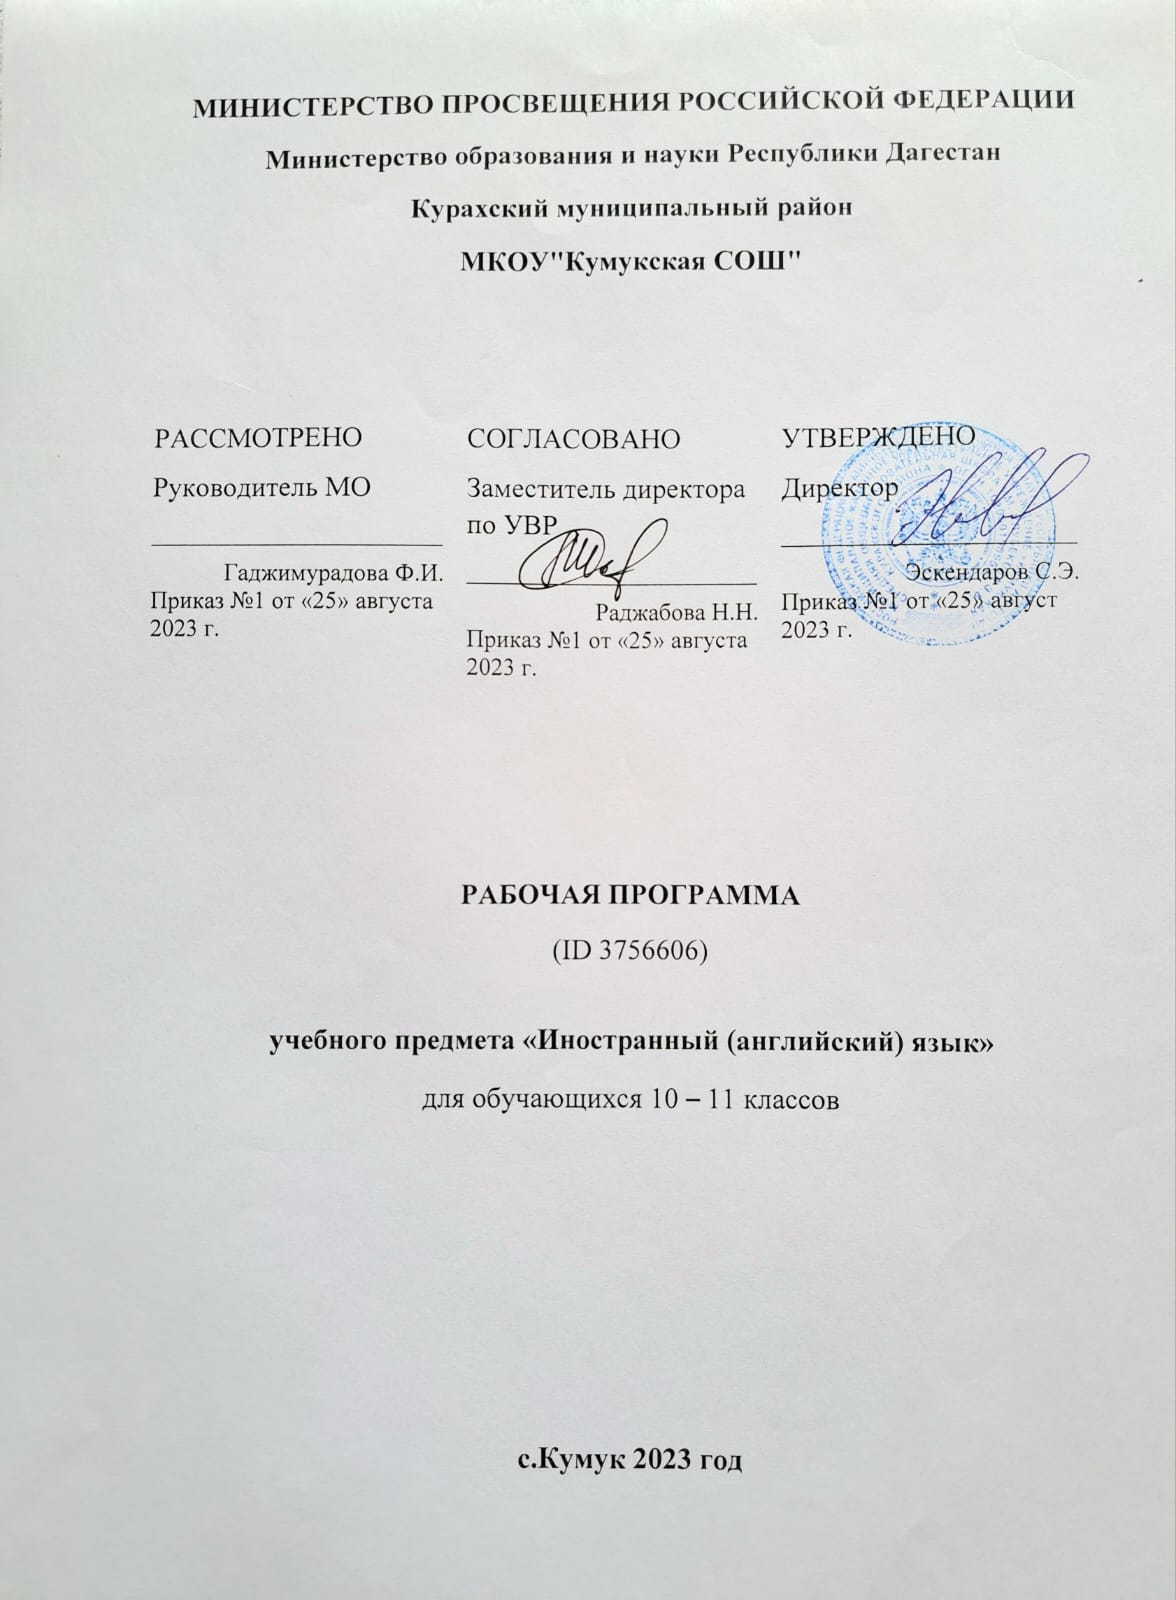 МИНИСТЕРСТВО ПРОСВЕЩЕНИЯ РОССИЙСКОЙ ФЕДЕРАЦИИ
Министерство образования и науки Республики Дагестан
Курахский муниципальный район
МКОУ"Кумукская СОШ"
РАССМОТРЕНО
Руководитель МО
Гаджимурадова Ф.И.
Приказ №1 от «25» августа
2023 г.
СОГЛАСОВАНО
Заместитель директора
по УВР
Раджабова Н.Н.
Приказ №1 от «25» августа
2023 г.
УТВЕРЖДЕНО
Директор
Эскендаров С.Э.
Приказ №1 от «25» август
2023 г.
РАБОЧАЯ ПРОГРАММА
(ID 3756606)
учебного предмета «Иностранный (английский) язык»
для обучающихся 10 – 11 классов
с.Кумук 2023 год